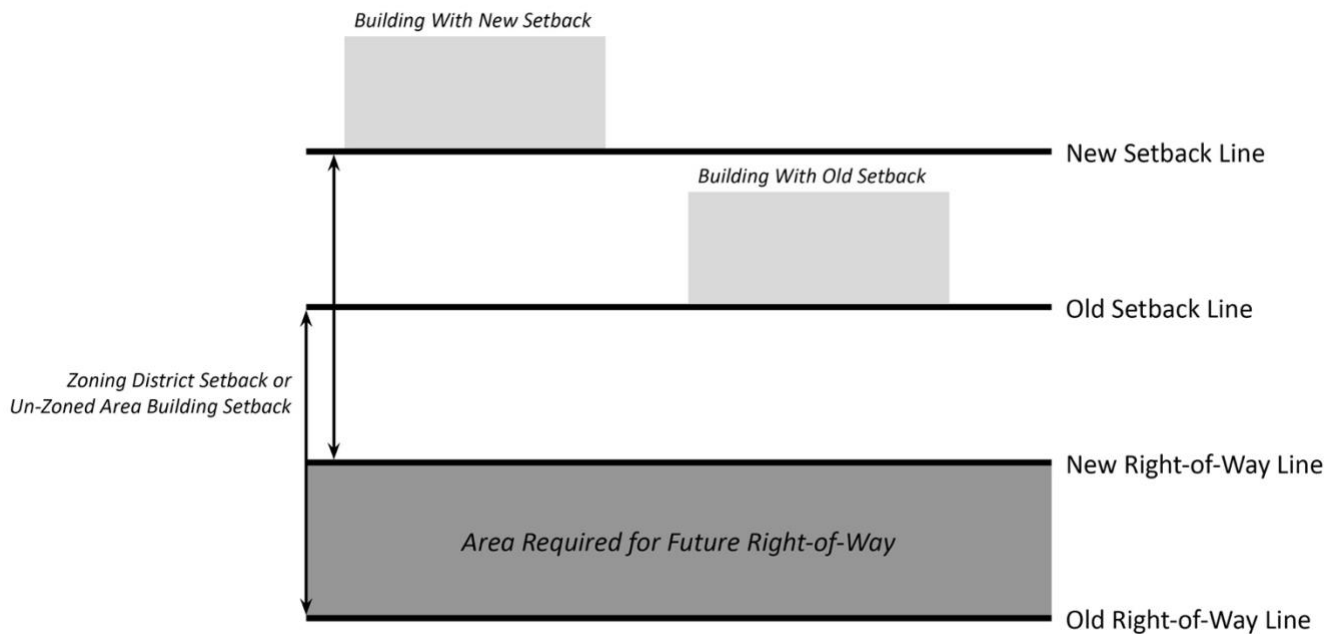 Building With New Setback
New Setback Line
Building With Old Setback
Old Setback Line
Zoning District Setback or
Un-Zoned Area Building Setback
New Right-of-Way Line
Area Required for Future Right-of-Way
Old Right-of-Way Line